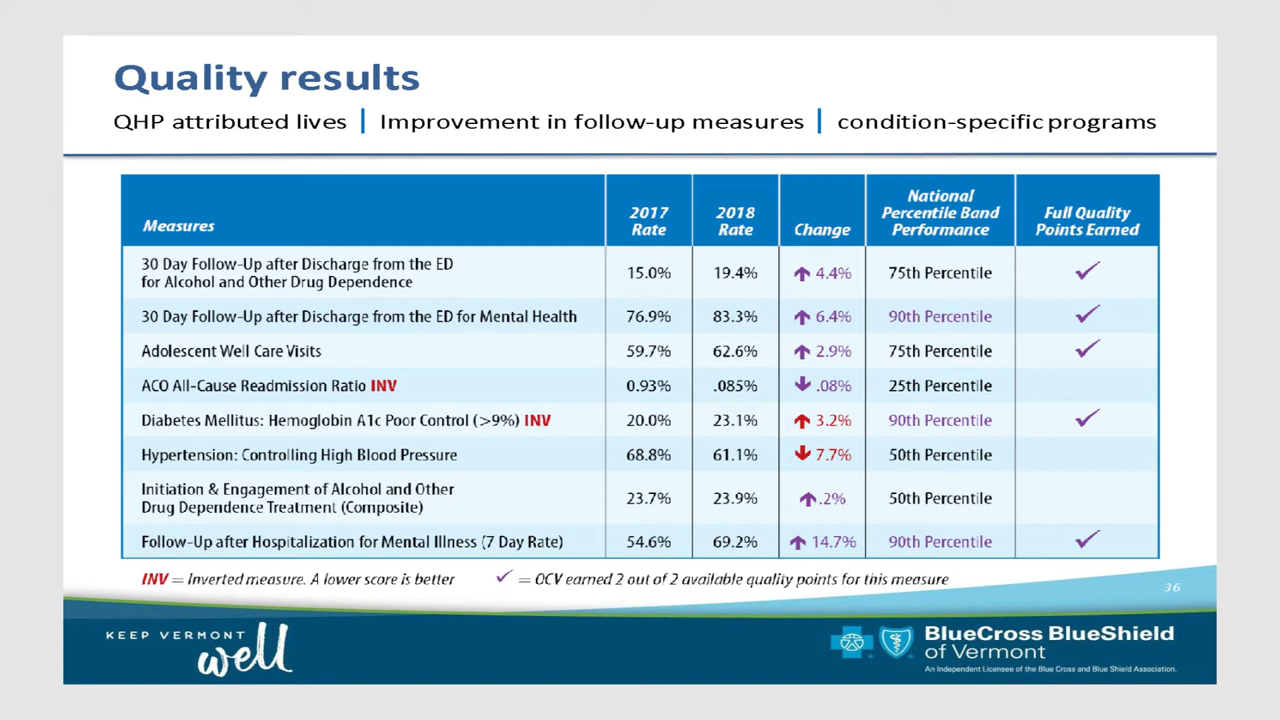 Quality results
QHP attributed lives | Improvement in follow-up measures | condition-specific programs
Measures 2017 Rate 2018 Rate Change National Percentile Band Performance Full Quality Points Earned
30 Day Follow-Up after Discharge from the ED
for Alcohol and Other Drug Dependence 15.0% 19.4% ↑ 4.4% 75th Percentile ✓
30 Day Follow-Up after Discharge from the ED for Mental Health 76.9% 83.3% ↑ 6.4% 90th Percentile ✓
Adolescent Well Care Visits 59.7% 62.6% ↑ 2.9% 75th Percentile ✓
ACO All-Cause Readmission Ratio INV 0.93% .085% ↓ .08% 25th Percentile
Diabetes Mellitus: Hemoglobin A1c Poor Control (>9%) INV 20.0% 23.1% ↑ 3.2% 90th Percentile ✓
Hypertension: Controlling High Blood Pressure 68.8% 61.1% ↓ 7.7% 50th Percentile
Initiation & Engagement of Alcohol and Other
Drug Dependence Treatment (Composite) 23.7% 23.9% ↑ .2% 50th Percentile
Follow-Up after Hospitalization for Mental Illness (7 Day Rate) 54.6% 69.2% ↑ 14.7% 90th Percentile ✓
INV = Inverted measure. A lower score is better ✓ = OCV earned 2 out of 2 available quality points for this measure
36
KEEP VERMONT
well
BlueCross BlueShield
of Vermont
An Independent Licensee of the Blue Cross and Blue Shield Association.